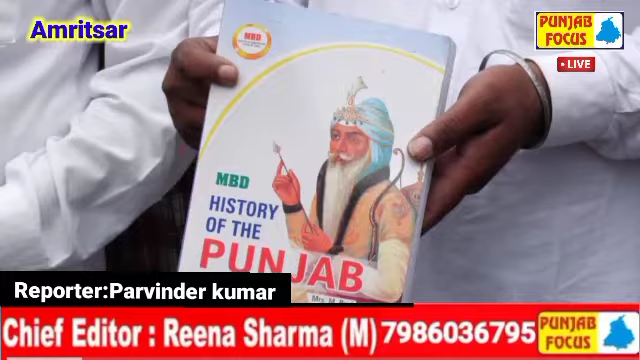 Amritsar
PUNJAB
FOCUS
LIVE
MBD
MBD
HISTORY
OF THE
PUNJAB
Mrs. M.
Reporter:Parvinder kumar
Chief Editor : Reena Sharma (M) 7986036795
PUNJAB
FOCUS